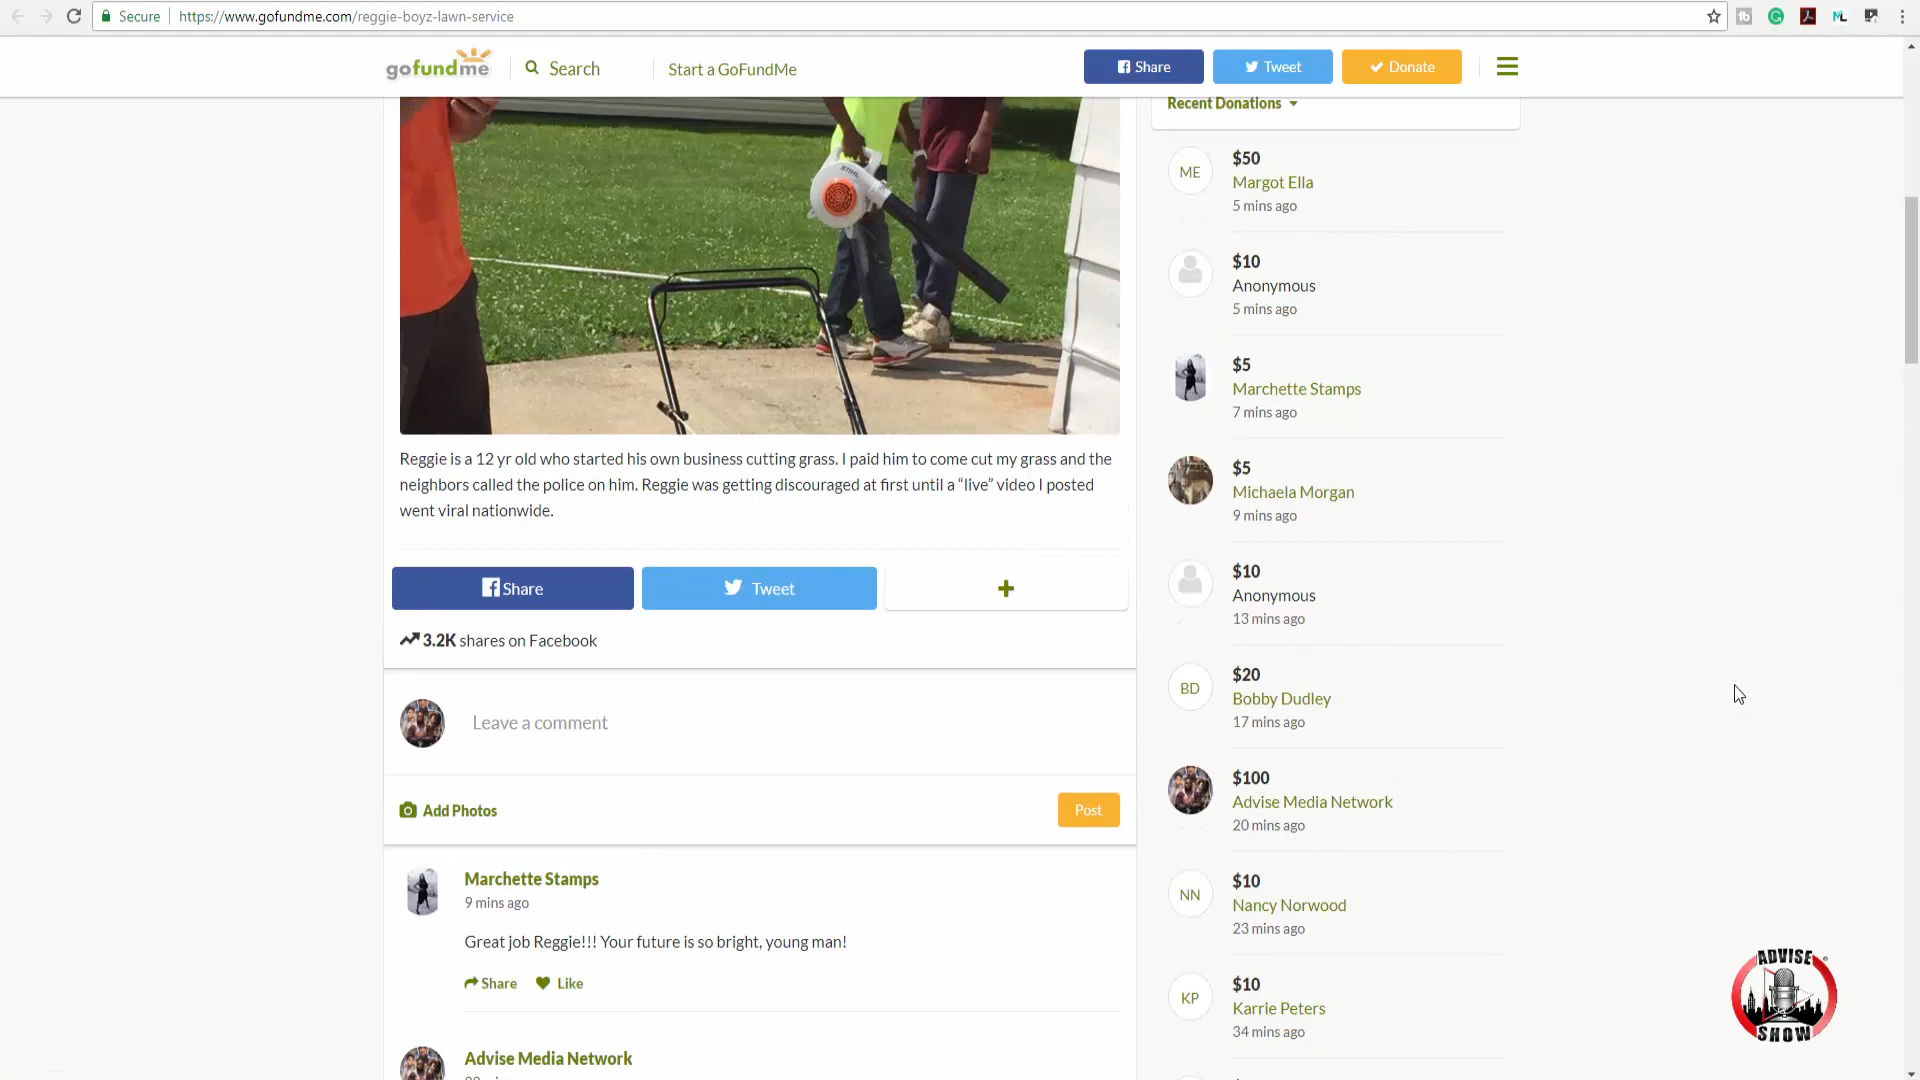 Secure https://www.gofundme.com/reggie-boyz-lawn-service
gofundme Search Start a GoFundMe Share Tweet Donate
STIHL
Reggie is a 12 yr old who started his own business cutting grass. I paid him to come cut my grass and the
neighbors called the police on him. Reggie was getting discouraged at first until a “live” video I posted
went viral nationwide.
Share Tweet +
3.2K shares on Facebook
Leave a comment
Add Photos Post
Marchette Stamps
9 mins ago
Great job Reggie!!! Your future is so bright, young man!
Share Like
Advise Media Network
Recent Donations
ME $50
Margot Ella
5 mins ago
$10
Anonymous
5 mins ago
$5
Marchette Stamps
7 mins ago
$5
Michaela Morgan
9 mins ago
$10
Anonymous
13 mins ago
BD $20
Bobby Dudley
17 mins ago
$100
Advise Media Network
20 mins ago
NN $10
Nancy Norwood
23 mins ago
KP $10
Karrie Peters
34 mins ago
ADVISE
SHOW